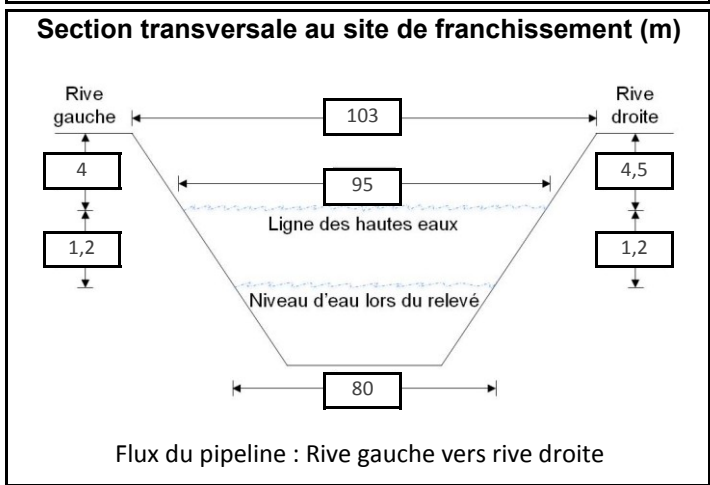 Section transversale au site de franchissement (m)
Rive
gauche
Rive
droite
103
4
4,5
95
Ligne des hautes eaux
1,2
1,2
Niveau d'eau lors du relevé
80
Flux du pipeline : Rive gauche vers rive droite